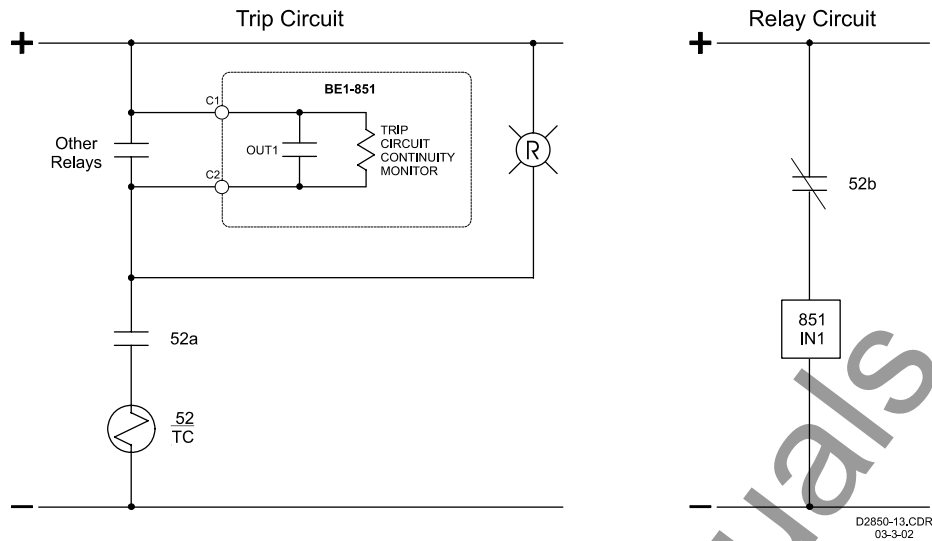 Trip Circuit
Relay Circuit
+
+
BE1-851
C1
Other
Relays
OUT1
TRIP
CIRCUIT
CONTINUITY
MONITOR
R
C2
52b
52a
851
IN1
52
TC
–
–
D2850-13.CDR
03-3-02
uals